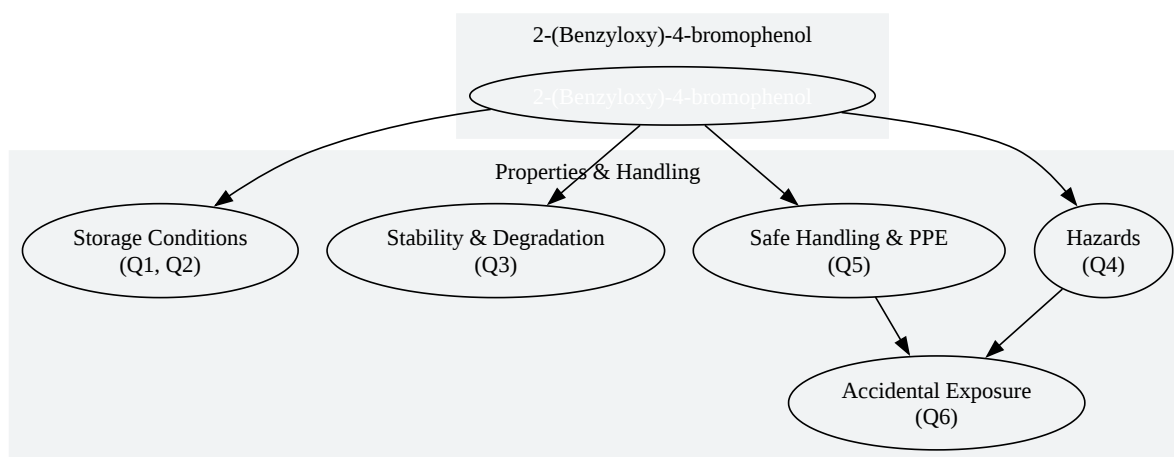 2-(Benzyloxy)-4-bromophenol
2-(Benzyloxy)-4-bromophenol
Properties & Handling
Storage Conditions
(Q1, Q2)
Stability & Degradation
(Q3)
Safe Handling & PPE
(Q5)
Hazards
(Q4)
Accidental Exposure
(Q6)